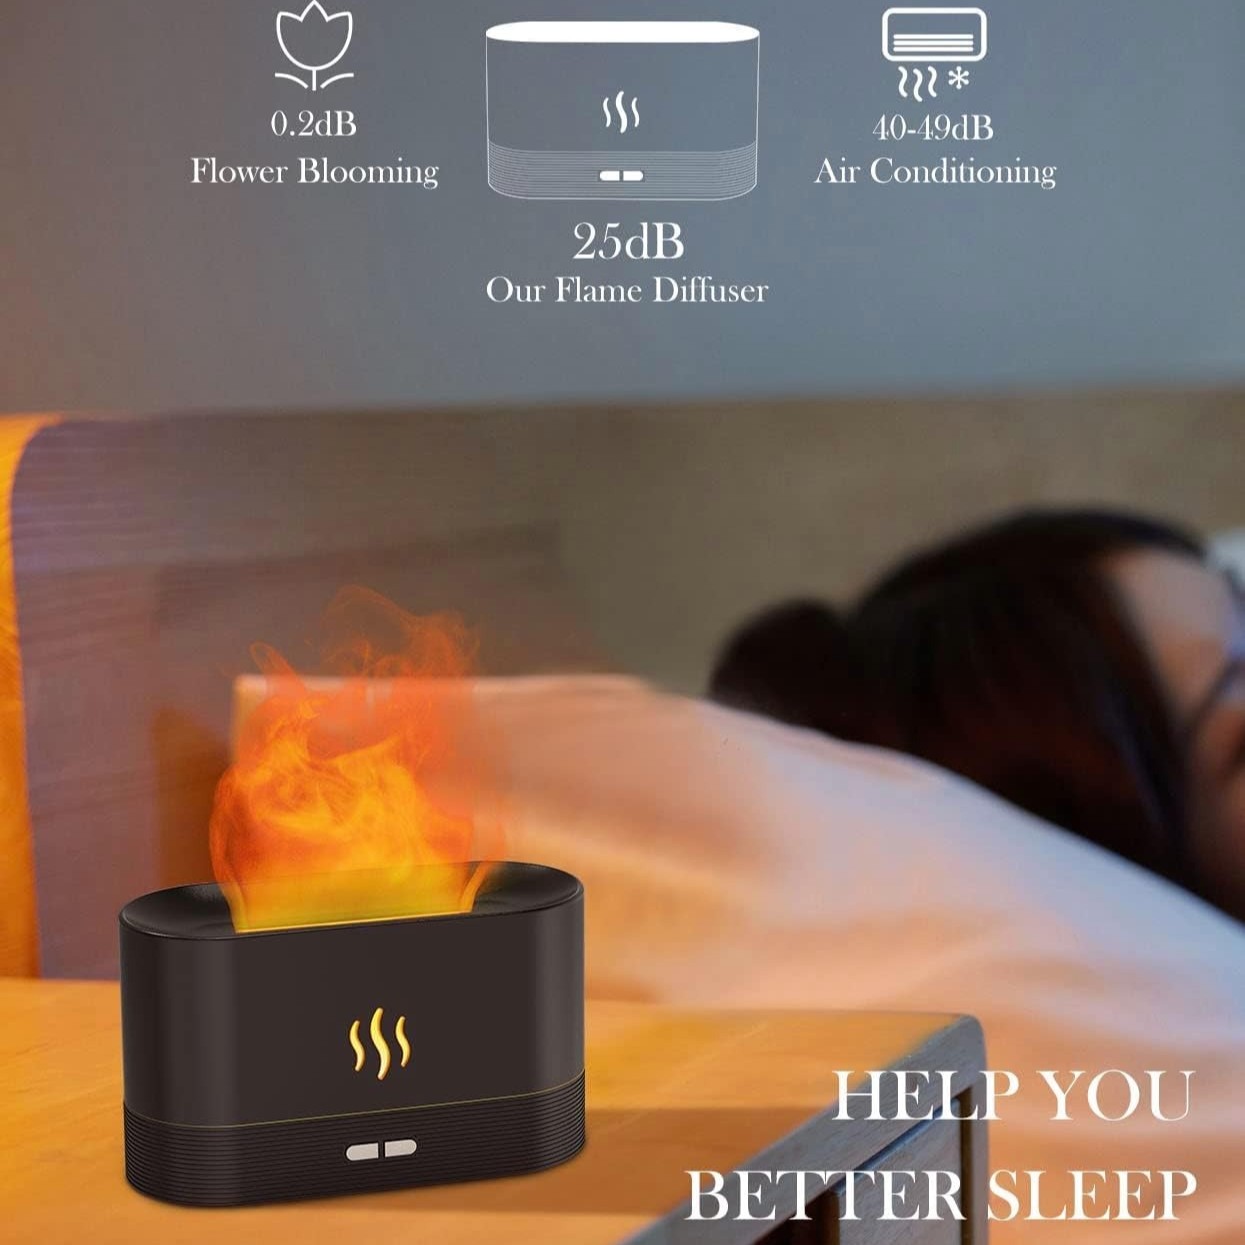 0.2dB
Flower Blooming
25dB
Our Flame Diffuser
40-49dB
Air Conditioning
HELP YOU
BETTER SLEEP